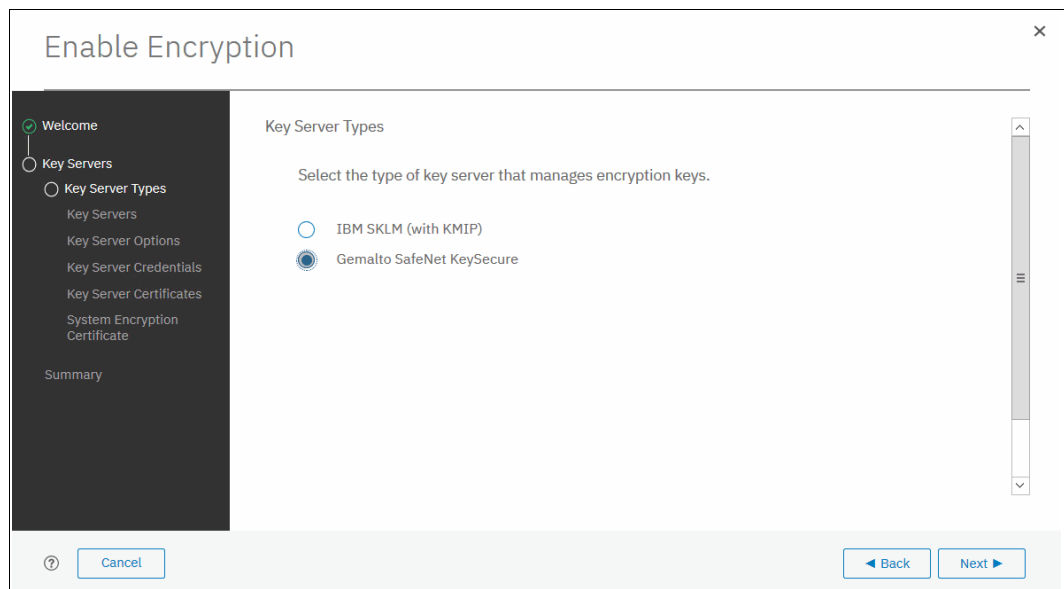 Enable Encryption
Welcome
Key Servers
Key Server Types
Key Servers
Key Server Options
Key Server Credentials
Key Server Certificates
System Encryption
Certificate
Summary
Key Server Types
Select the type of key server that manages encryption keys.
IBM SKLM (with KMIP)
Gemalto SafeNet KeySecure
Cancel
Back
Next